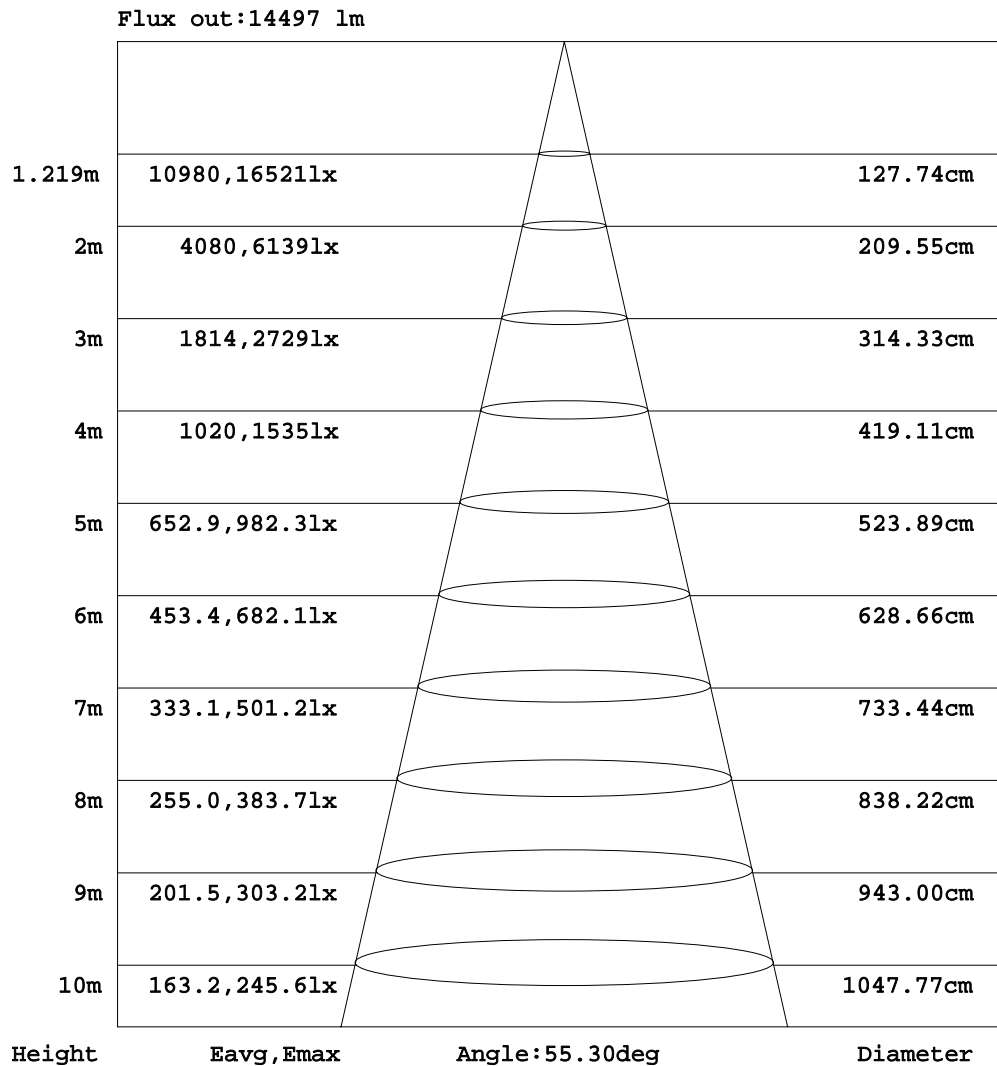 Flux out:14497 lm
1.219m 10980,16521lx 127.74cm
2m 4080,6139lx 209.55cm
3m 1814,2729lx 314.33cm
4m 1020,1535lx 419.11cm
5m 652.9,982.3lx 523.89cm
6m 453.4,682.1lx 628.66cm
7m 333.1,501.2lx 733.44cm
8m 255.0,383.7lx 838.22cm
9m 201.5,303.2lx 943.00cm
10m 163.2,245.6lx 1047.77cm
Height Eavg,Emax Angle:55.30deg Diameter